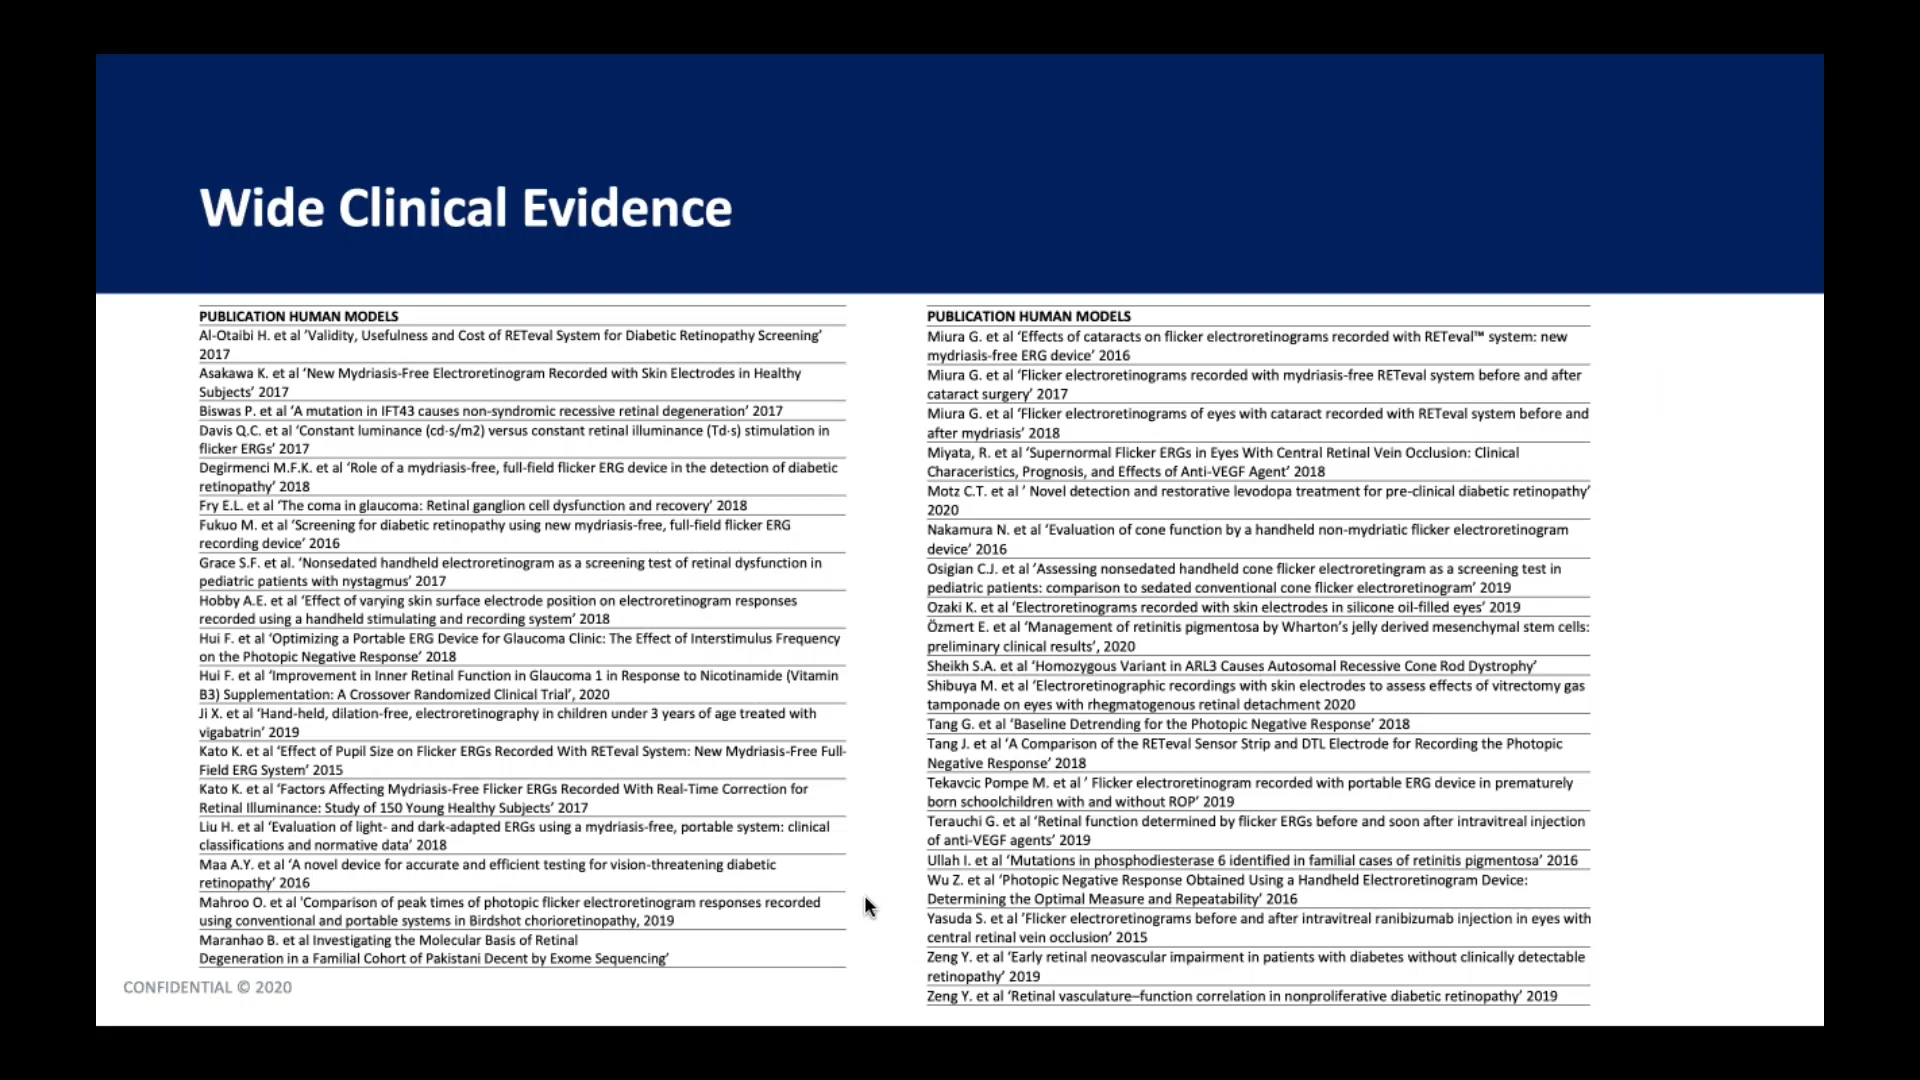 Wide Clinical Evidence
PUBLICATION HUMAN MODELS
Al-Otaibi H. et al ‘Validity, Usefulness and Cost of RETeval System for Diabetic Retinopathy Screening’
2017
Asakawa K. et al ‘New Mydriasis-Free Electroretinogram Recorded with Skin Electrodes in Healthy
Subjects’ 2017
Biswas P. et al ‘A mutation in IFT43 causes non-syndromic recessive retinal degeneration’ 2017
Davis Q.C. et al ‘Constant luminance (cd·s/m2) versus constant retinal illuminance (Td·s) stimulation in
flicker ERGs’ 2017
Degirmenci M.F.K. et al ‘Role of a mydriasis-free, full-field flicker ERG device in the detection of diabetic
retinopathy’ 2018
Fry E.L. et al ‘The coma in glaucoma: Retinal ganglion cell dysfunction and recovery’ 2018
Fukuo M. et al ‘Screening for diabetic retinopathy using new mydriasis-free, full-field flicker ERG
recording device’ 2016
Grace S.F. et al. ‘Nonsedated handheld electroretinogram as a screening test of retinal dysfunction in
pediatric patients with nystagmus’ 2017
Hobby A.E. et al ‘Effect of varying skin surface electrode position on electroretinogram responses
recorded using a handheld stimulating and recording system’ 2018
Hui F. et al ‘Optimizing a Portable ERG Device for Glaucoma Clinic: The Effect of Interstimulus Frequency
on the Photopic Negative Response’ 2018
Hui F. et al ‘Improvement in Inner Retinal Function in Glaucoma 1 in Response to Nicotinamide (Vitamin
B3) Supplementation: A Crossover Randomized Clinical Trial’, 2020
Ji X. et al ‘Hand-held, dilation-free, electroretinography in children under 3 years of age treated with
vigabatrin’ 2019
Kato K. et al ‘Effect of Pupil Size on Flicker ERGs Recorded With RETeval System: New Mydriasis-Free Full-
Field ERG System’ 2015
Kato K. et al ‘Factors Affecting Mydriasis-Free Flicker ERGs Recorded With Real-Time Correction for
Retinal Illuminance: Study of 150 Young Healthy Subjects’ 2017
Liu H. et al ‘Evaluation of light- and dark-adapted ERGs using a mydriasis-free, portable system: clinical
classifications and normative data’ 2018
Maa A.Y. et al ‘A novel device for accurate and efficient testing for vision-threatening diabetic
retinopathy’ 2016
Mahroo O. et al 'Comparison of peak times of photopic flicker electroretinogram responses recorded
using conventional and portable systems in Birdshot chorioretinopathy, 2019
Maranhao B. et al Investigating the Molecular Basis of Retinal
Degeneration in a Familial Cohort of Pakistani Decent by Exome Sequencing’
CONFIDENTIAL © 2020
PUBLICATION HUMAN MODELS
Miura G. et al ‘Effects of cataracts on flicker electroretinograms recorded with RETeval™ system: new
mydriasis-free ERG device’ 2016
Miura G. et al ‘Flicker electroretinograms recorded with mydriasis-free RETeval system before and after
cataract surgery’ 2017
Miura G. et al ‘Flicker electroretinograms of eyes with cataract recorded with RETeval system before and
after mydriasis’ 2018
Miyata, R. et al ‘Supernormal Flicker ERGs in Eyes With Central Retinal Vein Occlusion: Clinical
Characeristics, Prognosis, and Effects of Anti-VEGF Agent’ 2018
Motz C.T. et al ’ Novel detection and restorative levodopa treatment for pre-clinical diabetic retinopathy’
2020
Nakamura N. et al ‘Evaluation of cone function by a handheld non-mydriatic flicker electroretinogram
device’ 2016
Osigian C.J. et al ‘Assessing nonsedated handheld cone flicker electroretingram as a screening test in
pediatric patients: comparison to sedated conventional cone flicker electroretinogram’ 2019
Ozaki K. et al ‘Electroretinograms recorded with skin electrodes in silicone oil-filled eyes’ 2019
Özmert E. et al ‘Management of retinitis pigmentosa by Wharton’s jelly derived mesenchymal stem cells:
preliminary clinical results’, 2020
Sheikh S.A. et al ‘Homozygous Variant in ARL3 Causes Autosomal Recessive Cone Rod Dystrophy’
Shibuya M. et al ‘Electroretinographic recordings with skin electrodes to assess effects of vitrectomy gas
tamponade on eyes with rhegmatogenous retinal detachment 2020
Tang G. et al ‘Baseline Detrending for the Photopic Negative Response’ 2018
Tang J. et al ‘A Comparison of the RETeval Sensor Strip and DTL Electrode for Recording the Photopic
Negative Response’ 2018
Tekavcic Pompe M. et al ’ Flicker electroretinogram recorded with portable ERG device in prematurely
born schoolchildren with and without ROP’ 2019
Terauchi G. et al ‘Retinal function determined by flicker ERGs before and soon after intravitreal injection
of anti-VEGF agents’ 2019
Ullah I. et al ‘Mutations in phosphodiesterase 6 identified in familial cases of retinitis pigmentosa’ 2016
Wu Z. et al ‘Photopic Negative Response Obtained Using a Handheld Electroretinogram Device:
Determining the Optimal Measure and Repeatability’ 2016
Yasuda S. et al ‘Flicker electroretinograms before and after intravitreal ranibizumab injection in eyes with
central retinal vein occlusion’ 2015
Zeng Y. et al ‘Early retinal neovascular impairment in patients with diabetes without clinically detectable
retinopathy’ 2019
Zeng Y. et al ‘Retinal vasculature–function correlation in nonproliferative diabetic retinopathy’ 2019